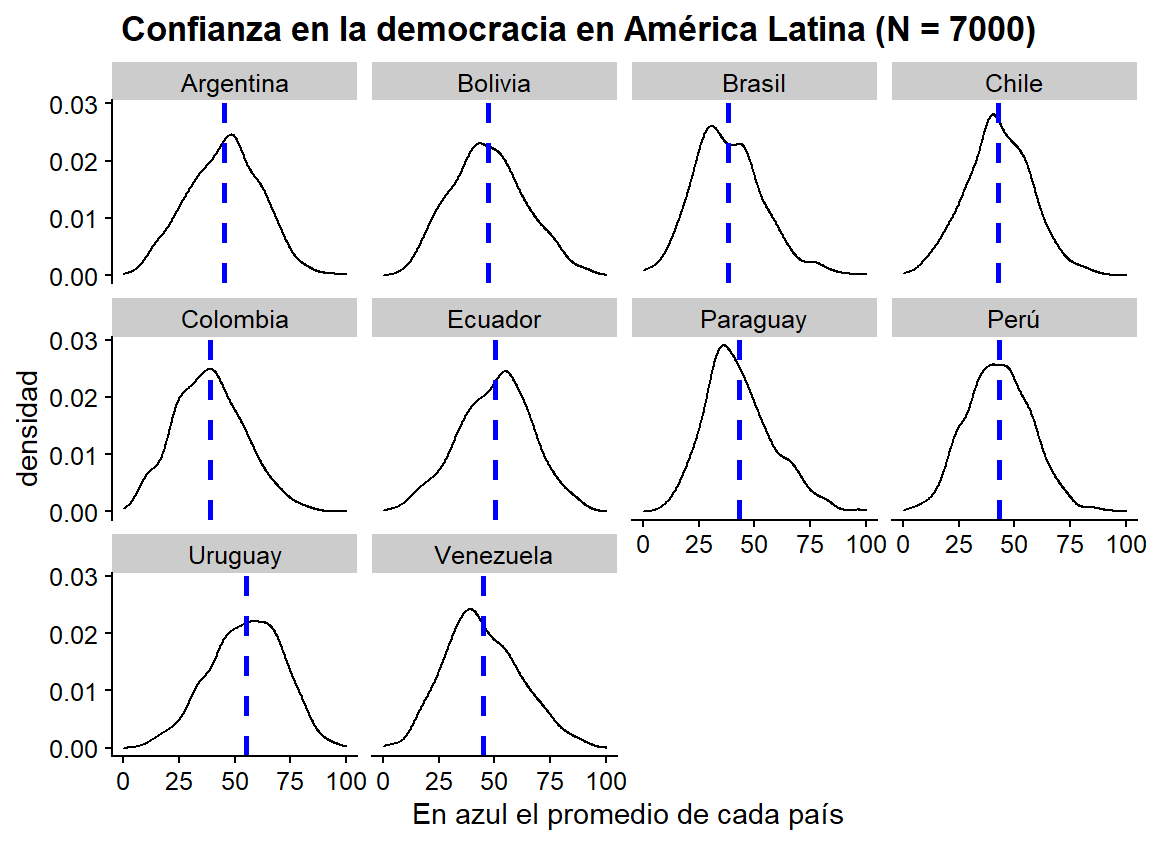 Confianza en la democracia en América Latina (N = 7000)
Argentina Bolivia Brasil Chile
0.03
0.02
0.01
0.00
Colombia Ecuador Paraguay Perú
0.03
0.02
0.01
0.00
0 25 50 75 100 0 25 50 75 100
densidad
Uruguay Venezuela
0.03
0.02
0.01
0.00
0 25 50 75 100 0 25 50 75 100
En azul el promedio de cada país